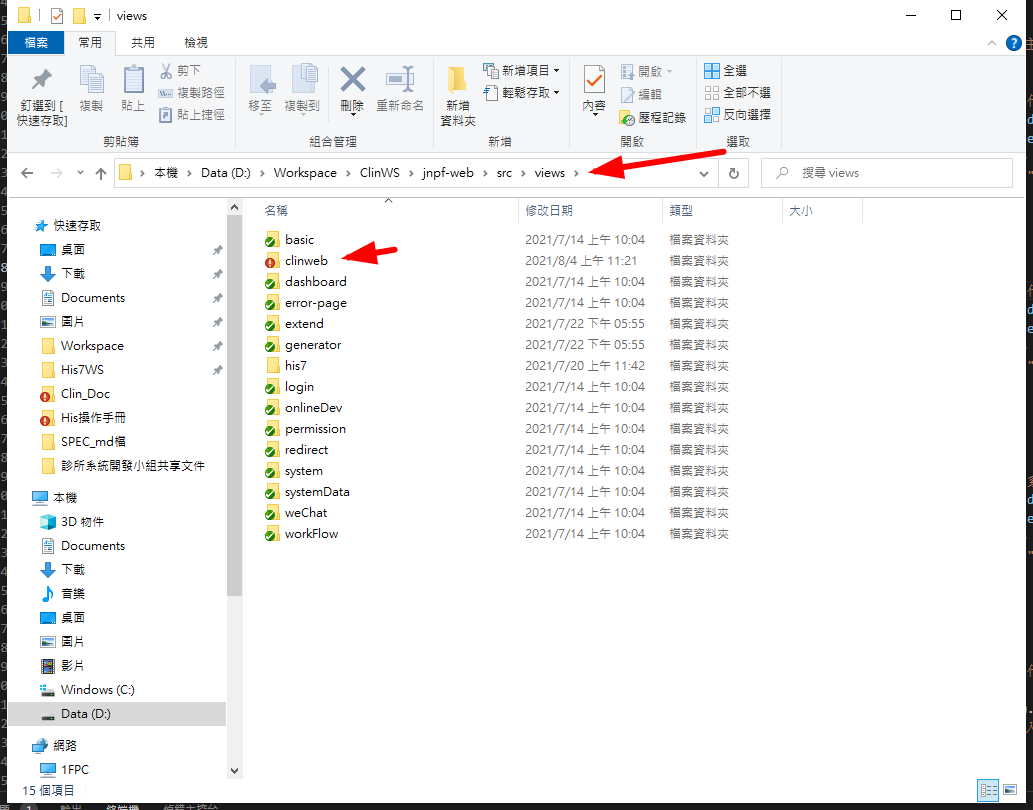 views
檔案 常用 共用 檢視
釘選到 [
快速存取]
複製
貼上
剪下
複製路徑
貼上捷徑
剪貼簿
移至
複製到
刪除
重新命名
組合管理
新增
資料夾
新增項目
輕鬆存取
新增
內容
開啟
編輯
歷程記錄
開啟
全選
全部不選
反向選擇
選取
本機 › Data (D:) › Workspace › ClinWS › jnpf-web › src › views ›
搜尋 views
快速存取
桌面
下載
Documents
圖片
Workspace
His7WS
Clin_Doc
His操作手冊
SPEC_md檔
診所系統開發小組共享文件
本機
3D 物件
Documents
下載
音樂
桌面
圖片
影片
Windows (C:)
Data (D:)
網路
1FPC
名稱 修改日期 類型 大小
basic 2021/7/14 上午 10:04 檔案資料夾
clinweb 2021/8/4 上午 11:21 檔案資料夾
dashboard 2021/7/14 上午 10:04 檔案資料夾
error-page 2021/7/14 上午 10:04 檔案資料夾
extend 2021/7/22 下午 05:55 檔案資料夾
generator 2021/7/22 下午 05:55 檔案資料夾
his7 2021/7/20 上午 11:42 檔案資料夾
login 2021/7/14 上午 10:04 檔案資料夾
onlineDev 2021/7/14 上午 10:04 檔案資料夾
permission 2021/7/14 上午 10:04 檔案資料夾
redirect 2021/7/14 上午 10:04 檔案資料夾
system 2021/7/14 上午 10:04 檔案資料夾
systemData 2021/7/14 上午 10:04 檔案資料夾
weChat 2021/7/14 上午 10:04 檔案資料夾
workFlow 2021/7/14 上午 10:04 檔案資料夾
15 個項目